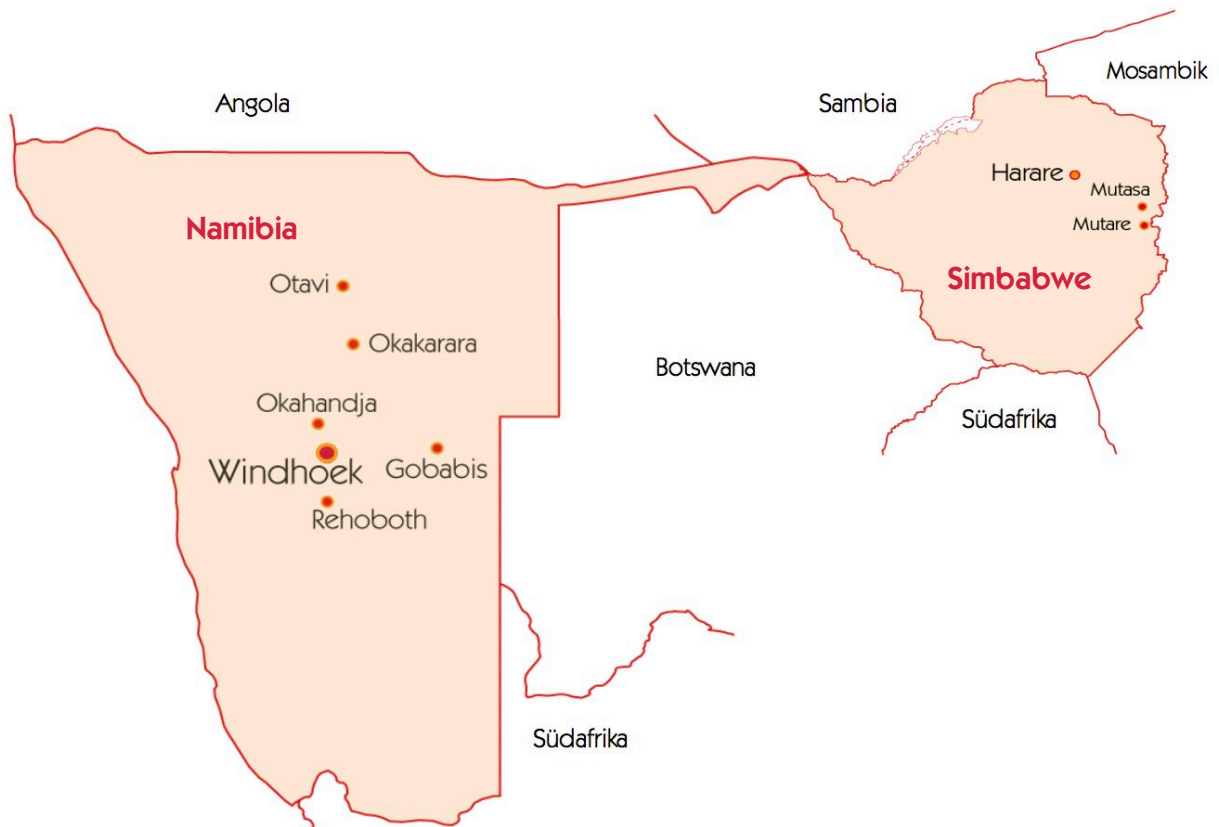 Mosambik
Angola
Sambia
Harare
Mutasa
Mutare
Namibia
Simbabwe
Otavi
Okakarara
Botswana
Okahandja
Südafrika
Windhoek
Gobabis
Rehoboth
Südafrika